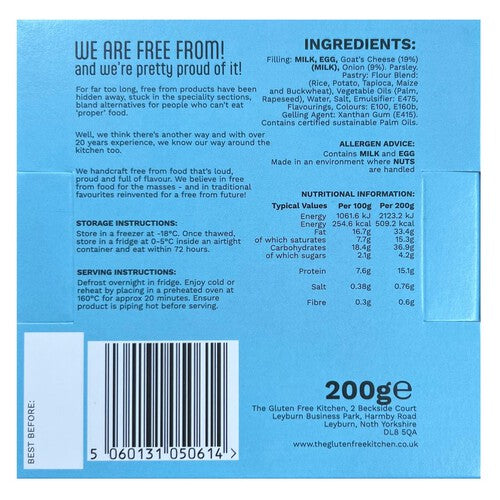 WE ARE FREE FROM!
and we're pretty proud of it!
For far too long, free from products have been
hidden away, stuck in the speciality sections,
bland alternatives for people who can't eat
'proper' food.
Well, we think there's another way and with over
20 years experience, we know our way around the
kitchen too.
We handcraft free from food that's loud,
proud and full of flavour. We believe in free
from food for the masses - and in traditional
favourites reinvented for a free from future!
STORAGE INSTRUCTIONS:
Store in a freezer at -18°C. Once thawed,
store in a fridge at 0-5°C inside an airtight
container and eat within 72 hours.
SERVING INSTRUCTIONS:
Defrost overnight in fridge. Enjoy cold or
reheat by placing in a preheated oven at
160°C for approx 20 minutes. Ensure
product is piping hot before serving.
BEST BEFORE:
5 060131 050614 >
INGREDIENTS:
Filling: MILK, EGG, Goat's Cheese (19%)
(MILK), Onion (9%). Parsley.
Pastry: Flour Blend:
(Rice, Potato, Tapioca, Maize
and Buckwheat), Vegetable Oils (Palm,
Rapeseed), Water, Salt, Emulsifier: E475,
Flavourings, Colours: E100, E160b,
Gelling Agent: Xanthan Gum (E415).
Contains certified sustainable Palm Oils.
ALLERGEN ADVICE:
Contains MILK and EGG
Made in an environment where NUTS
are handled
NUTRITIONAL INFORMATION:
Typical Values Per 100g Per 200g
Energy 1061.6 kJ 2123.2 kJ
Energy 254.6 kcal 509.2 kcal
Fat 16.7g 33.4g
of which saturates 7.7g 15.3g
Carbohydrates 18.4g 36.9g
of which sugars 2.1g 4.2g
Protein 7.6g 15.1g
Salt 0.38g 0.76g
Fibre 0.3g 0.6g
200g℮
The Gluten Free Kitchen, 2 Beckside Court
Leyburn Business Park, Harmby Road
Leyburn, Noth Yorkshire
DL8 5QA
www.theglutenfreekitchen.co.uk